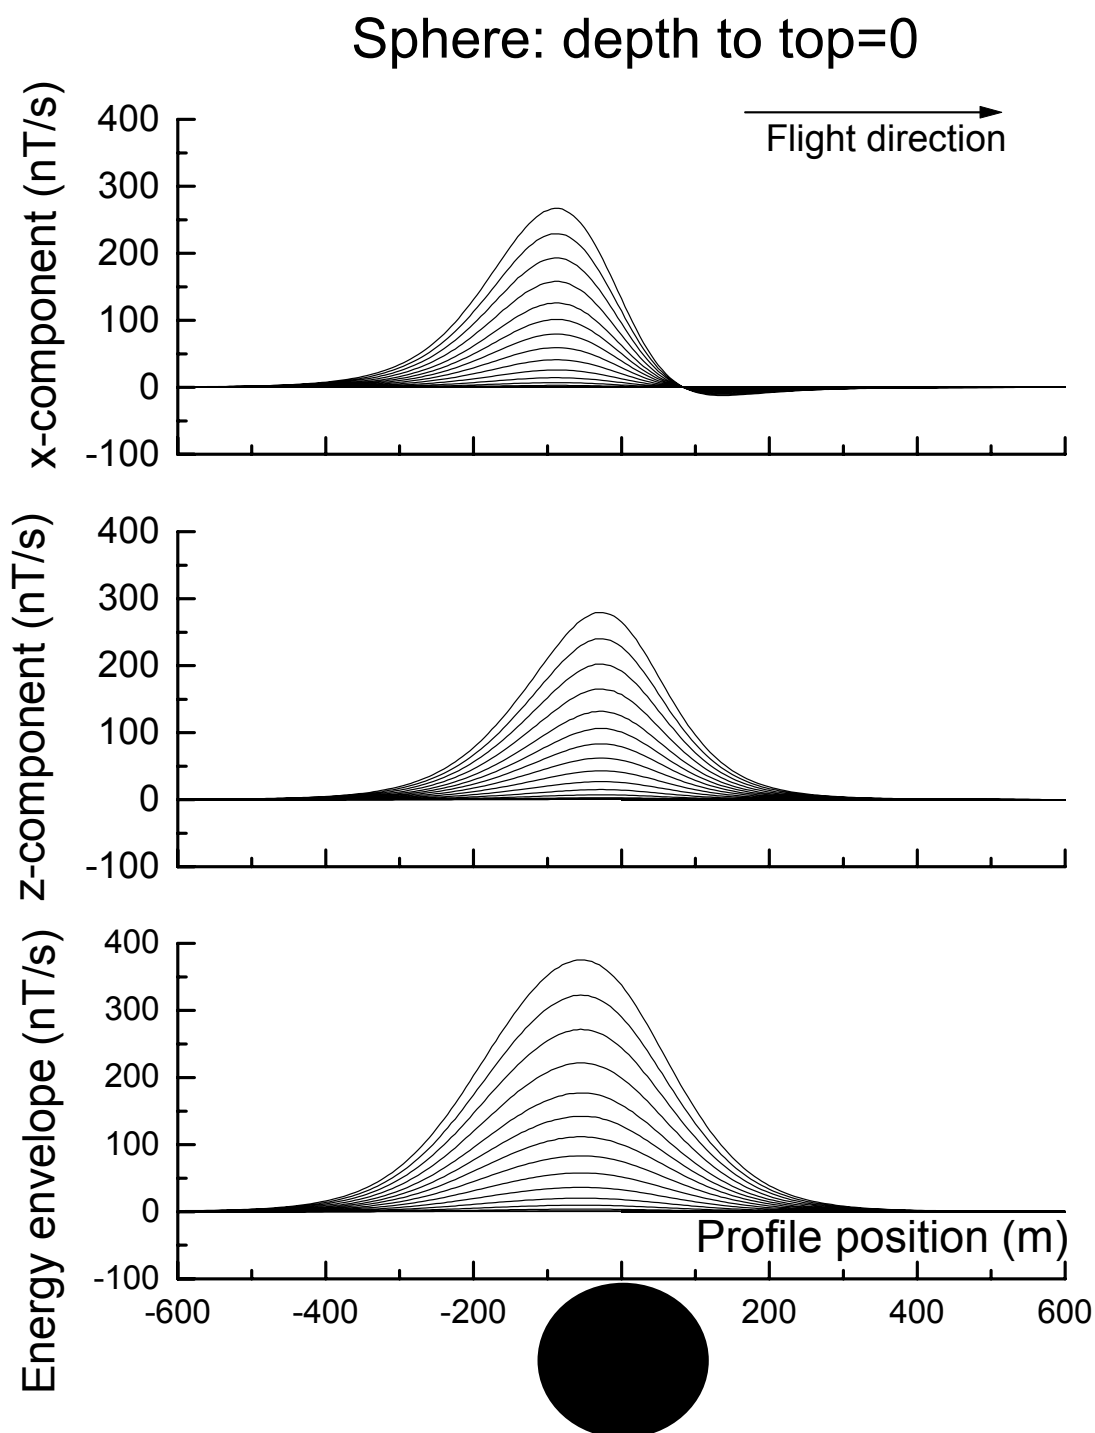 Sphere: depth to top=0
Flight direction
x-component (nT/s)
400
300
200
100
0
-100
z-component (nT/s)
400
300
200
100
0
-100
Energy envelope (nT/s)
400
300
200
100
0
-100
Profile position (m)
-600 -400 -200 200 400 600